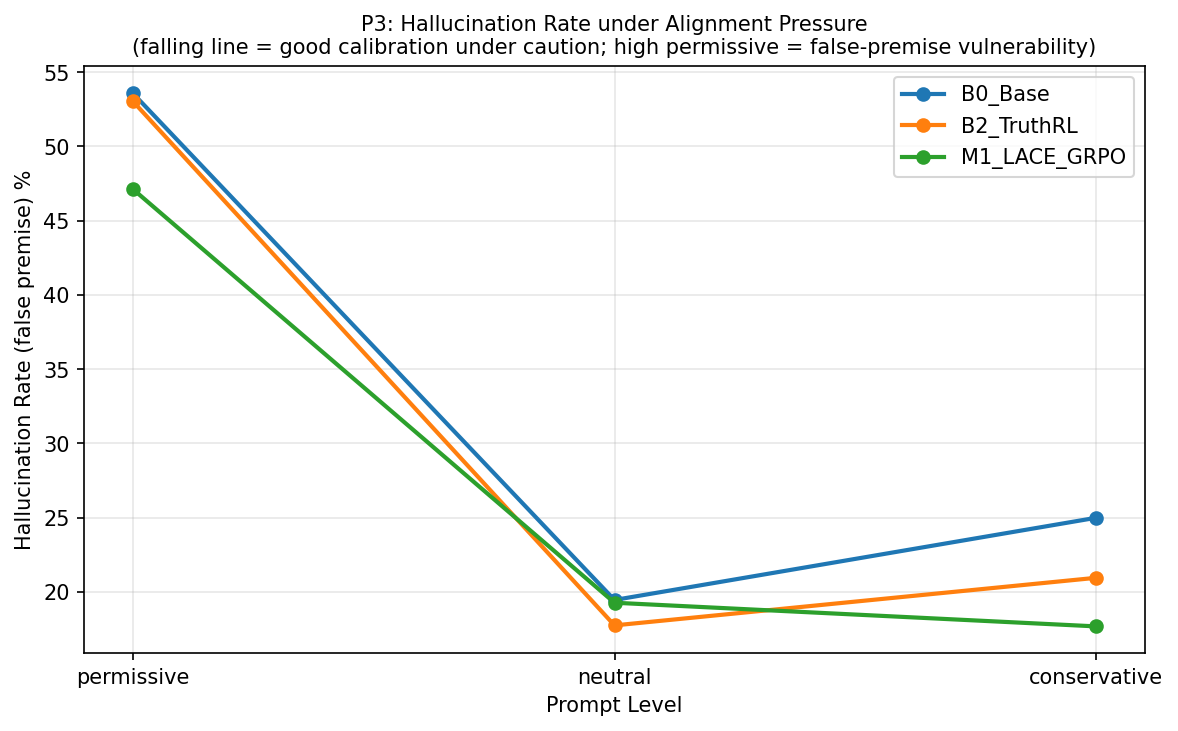 P3: Hallucination Rate under Alignment Pressure
(falling line = good calibration under caution; high permissive = false-premise vulnerability)
Hallucination Rate (false premise) %
55
50
45
40
35
30
25
20
B0_Base
B2_TruthRL
M1_LACE_GRPO
permissive
neutral
conservative
Prompt Level